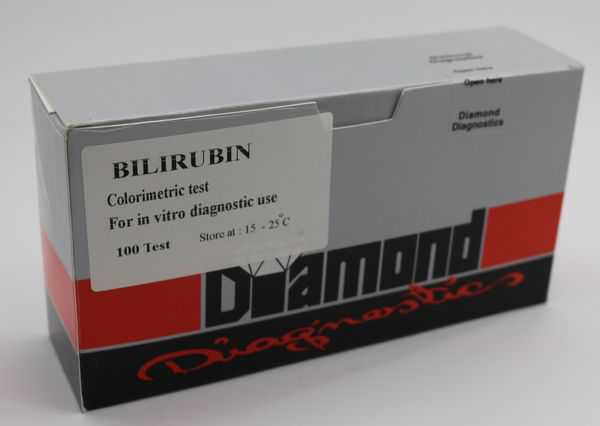 Open here
Diamond
Diagnostics
BILIRUBIN
Colorimetric test
For in vitro diagnostic use
100 Test Store at : 15 - 25°C
Diamond
Diagnostics